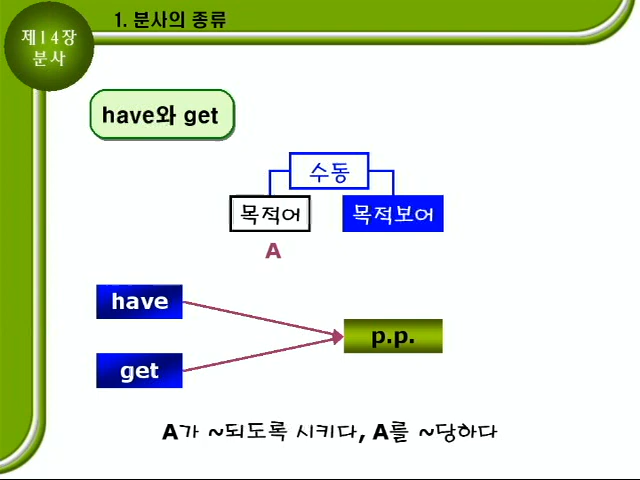 1. 분사의 종류
제14장
분사
have와 get
수동
목적어
목적보어
A
have
p.p.
get
A가 ~되도록 시키다, A를 ~당하다